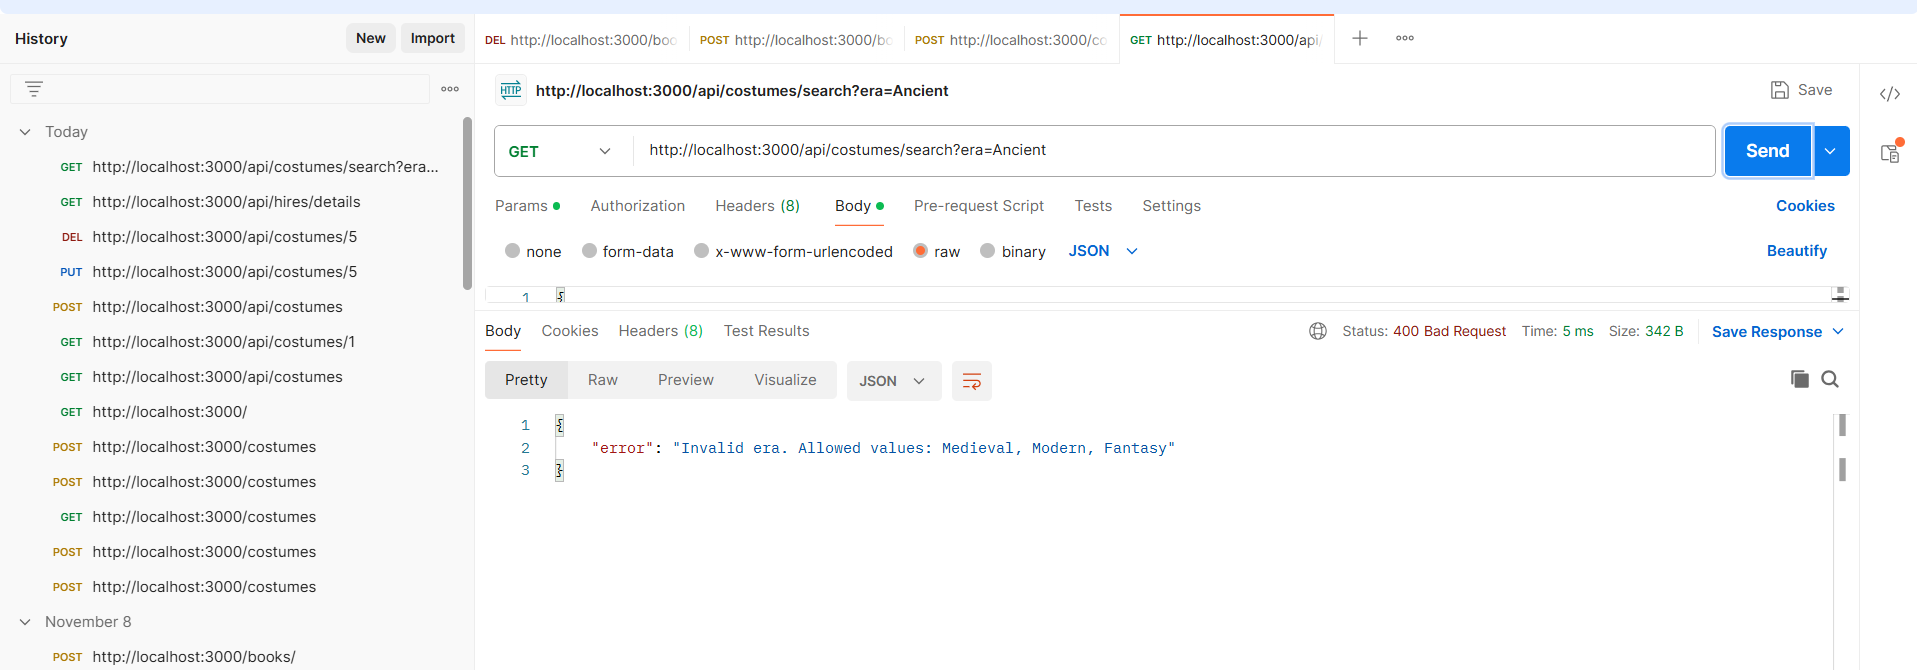 History
New
Import
Today
GET http://localhost:3000/api/costumes/search?era...
GET http://localhost:3000/api/hires/details
DEL http://localhost:3000/api/costumes/5
PUT http://localhost:3000/api/costumes/5
POST http://localhost:3000/api/costumes
GET http://localhost:3000/api/costumes/1
GET http://localhost:3000/api/costumes
GET http://localhost:3000/
POST http://localhost:3000/costumes
POST http://localhost:3000/costumes
GET http://localhost:3000/costumes
POST http://localhost:3000/costumes
POST http://localhost:3000/costumes
November 8
POST http://localhost:3000/books/
DEL http://localhost:3000/boo
POST http://localhost:3000/bo
POST http://localhost:3000/co
GET http://localhost:3000/api/
HTTP http://localhost:3000/api/costumes/search?era=Ancient
Save
GET http://localhost:3000/api/costumes/search?era=Ancient
Send
Params Authorization Headers (8) Body Pre-request Script Tests Settings Cookies
none form-data x-www-form-urlencoded raw binary JSON Beautify
1 {
Body Cookies Headers (8) Test Results Status: 400 Bad Request Time: 5 ms Size: 342 B Save Response
Pretty Raw Preview Visualize JSON
1 {
2 "error": "Invalid era. Allowed values: Medieval, Modern, Fantasy"
3 }